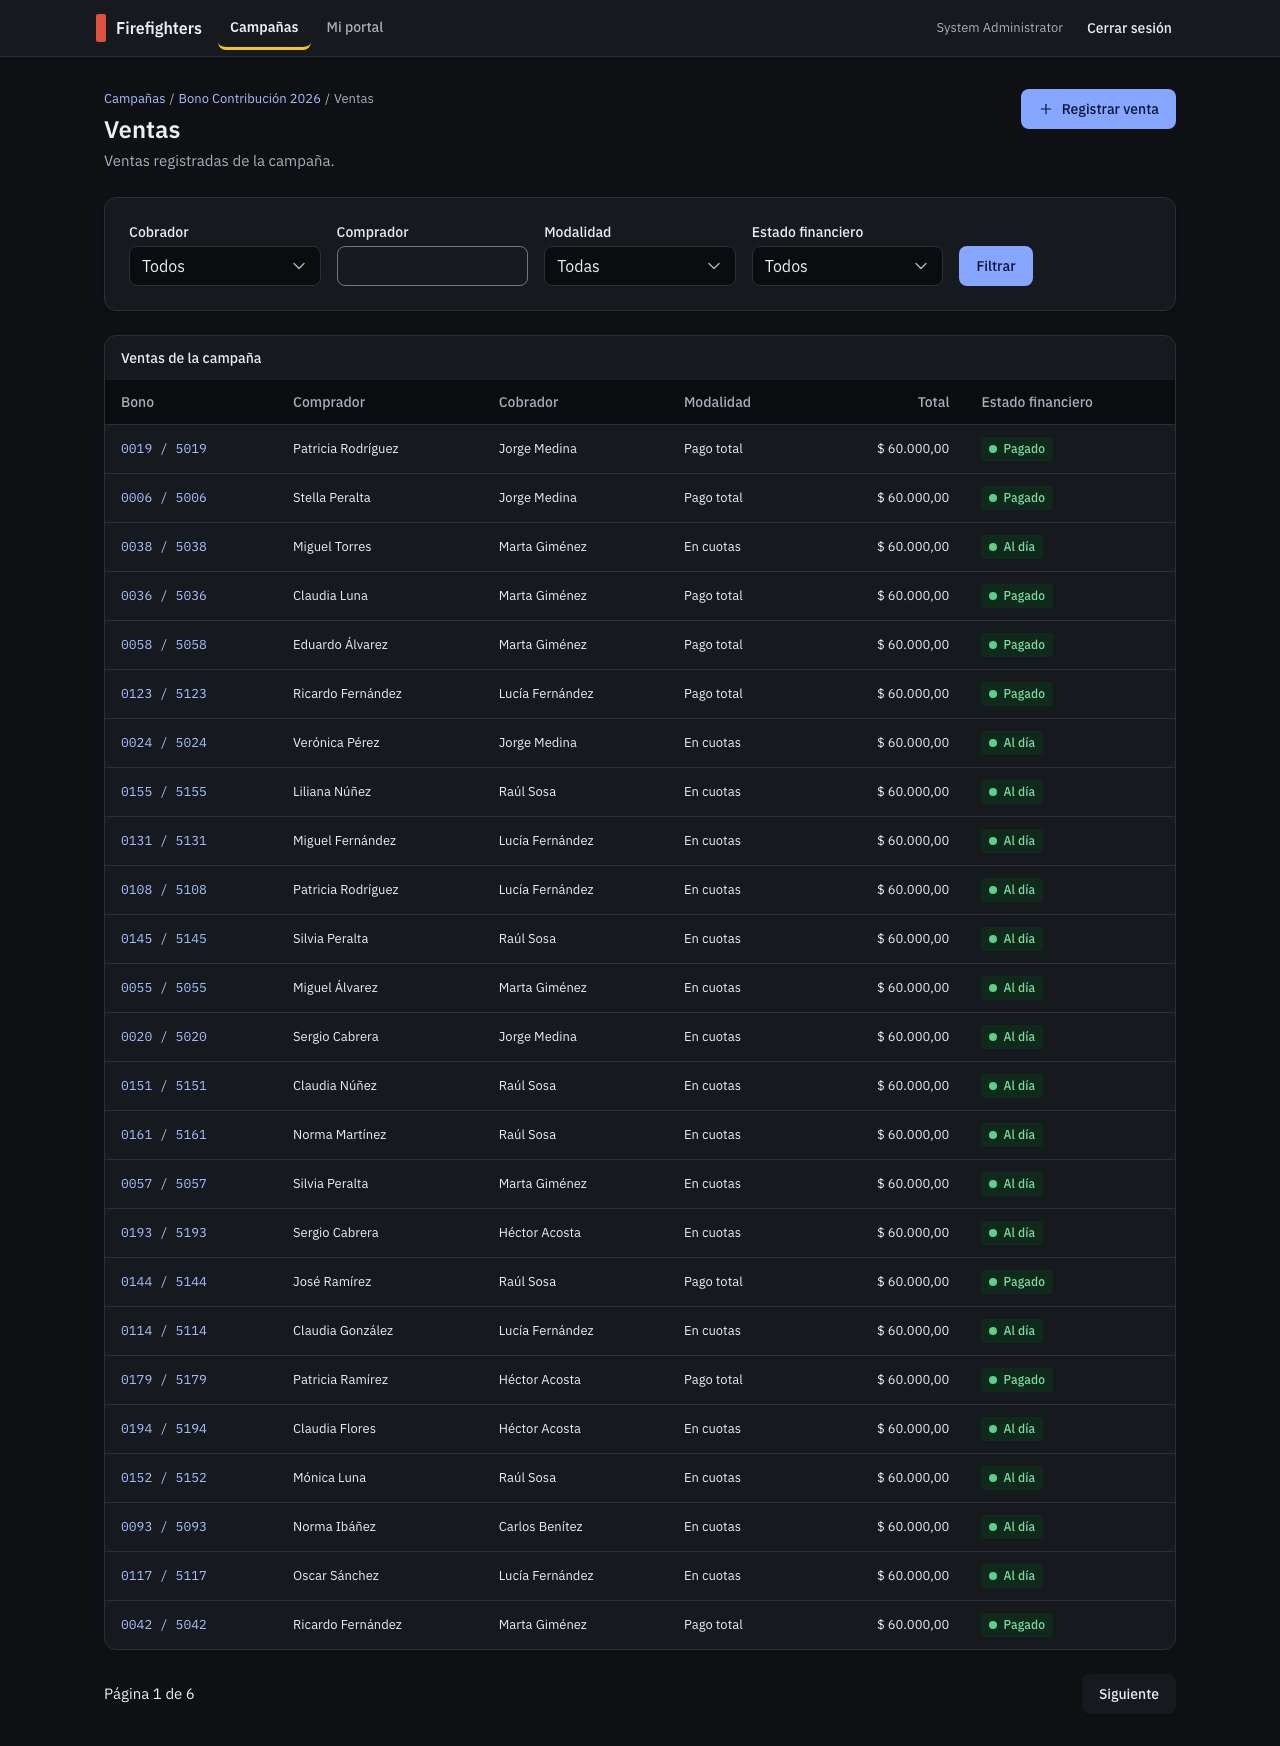 Firefighters Campañas Mi portal System Administrator Cerrar sesión
Campañas / Bono Contribución 2026 / Ventas
Ventas
Ventas registradas de la campaña.
+ Registrar venta
Cobrador Comprador Modalidad Estado financiero
Todos Todas Todos Filtrar
Ventas de la campaña
Bono Comprador Cobrador Modalidad Total Estado financiero
0019 / 5019 Patricia Rodríguez Jorge Medina Pago total $ 60.000,00 Pagado
0006 / 5006 Stella Peralta Jorge Medina Pago total $ 60.000,00 Pagado
0038 / 5038 Miguel Torres Marta Giménez En cuotas $ 60.000,00 Al día
0036 / 5036 Claudia Luna Marta Giménez Pago total $ 60.000,00 Pagado
0058 / 5058 Eduardo Álvarez Marta Giménez Pago total $ 60.000,00 Pagado
0123 / 5123 Ricardo Fernández Lucía Fernández Pago total $ 60.000,00 Pagado
0024 / 5024 Verónica Pérez Jorge Medina En cuotas $ 60.000,00 Al día
0155 / 5155 Liliana Núñez Raúl Sosa En cuotas $ 60.000,00 Al día
0131 / 5131 Miguel Fernández Lucía Fernández En cuotas $ 60.000,00 Al día
0108 / 5108 Patricia Rodríguez Lucía Fernández En cuotas $ 60.000,00 Al día
0145 / 5145 Silvia Peralta Raúl Sosa En cuotas $ 60.000,00 Al día
0055 / 5055 Miguel Álvarez Marta Giménez En cuotas $ 60.000,00 Al día
0020 / 5020 Sergio Cabrera Jorge Medina En cuotas $ 60.000,00 Al día
0151 / 5151 Claudia Núñez Raúl Sosa En cuotas $ 60.000,00 Al día
0161 / 5161 Norma Martínez Raúl Sosa En cuotas $ 60.000,00 Al día
0057 / 5057 Silvia Peralta Marta Giménez En cuotas $ 60.000,00 Al día
0193 / 5193 Sergio Cabrera Héctor Acosta En cuotas $ 60.000,00 Al día
0144 / 5144 José Ramírez Raúl Sosa Pago total $ 60.000,00 Pagado
0114 / 5114 Claudia González Lucía Fernández En cuotas $ 60.000,00 Al día
0179 / 5179 Patricia Ramírez Héctor Acosta Pago total $ 60.000,00 Pagado
0194 / 5194 Claudia Flores Héctor Acosta En cuotas $ 60.000,00 Al día
0152 / 5152 Mónica Luna Raúl Sosa En cuotas $ 60.000,00 Al día
0093 / 5093 Norma Ibáñez Carlos Benítez En cuotas $ 60.000,00 Al día
0117 / 5117 Oscar Sánchez Lucía Fernández En cuotas $ 60.000,00 Al día
0042 / 5042 Ricardo Fernández Marta Giménez Pago total $ 60.000,00 Pagado
Página 1 de 6 Siguiente